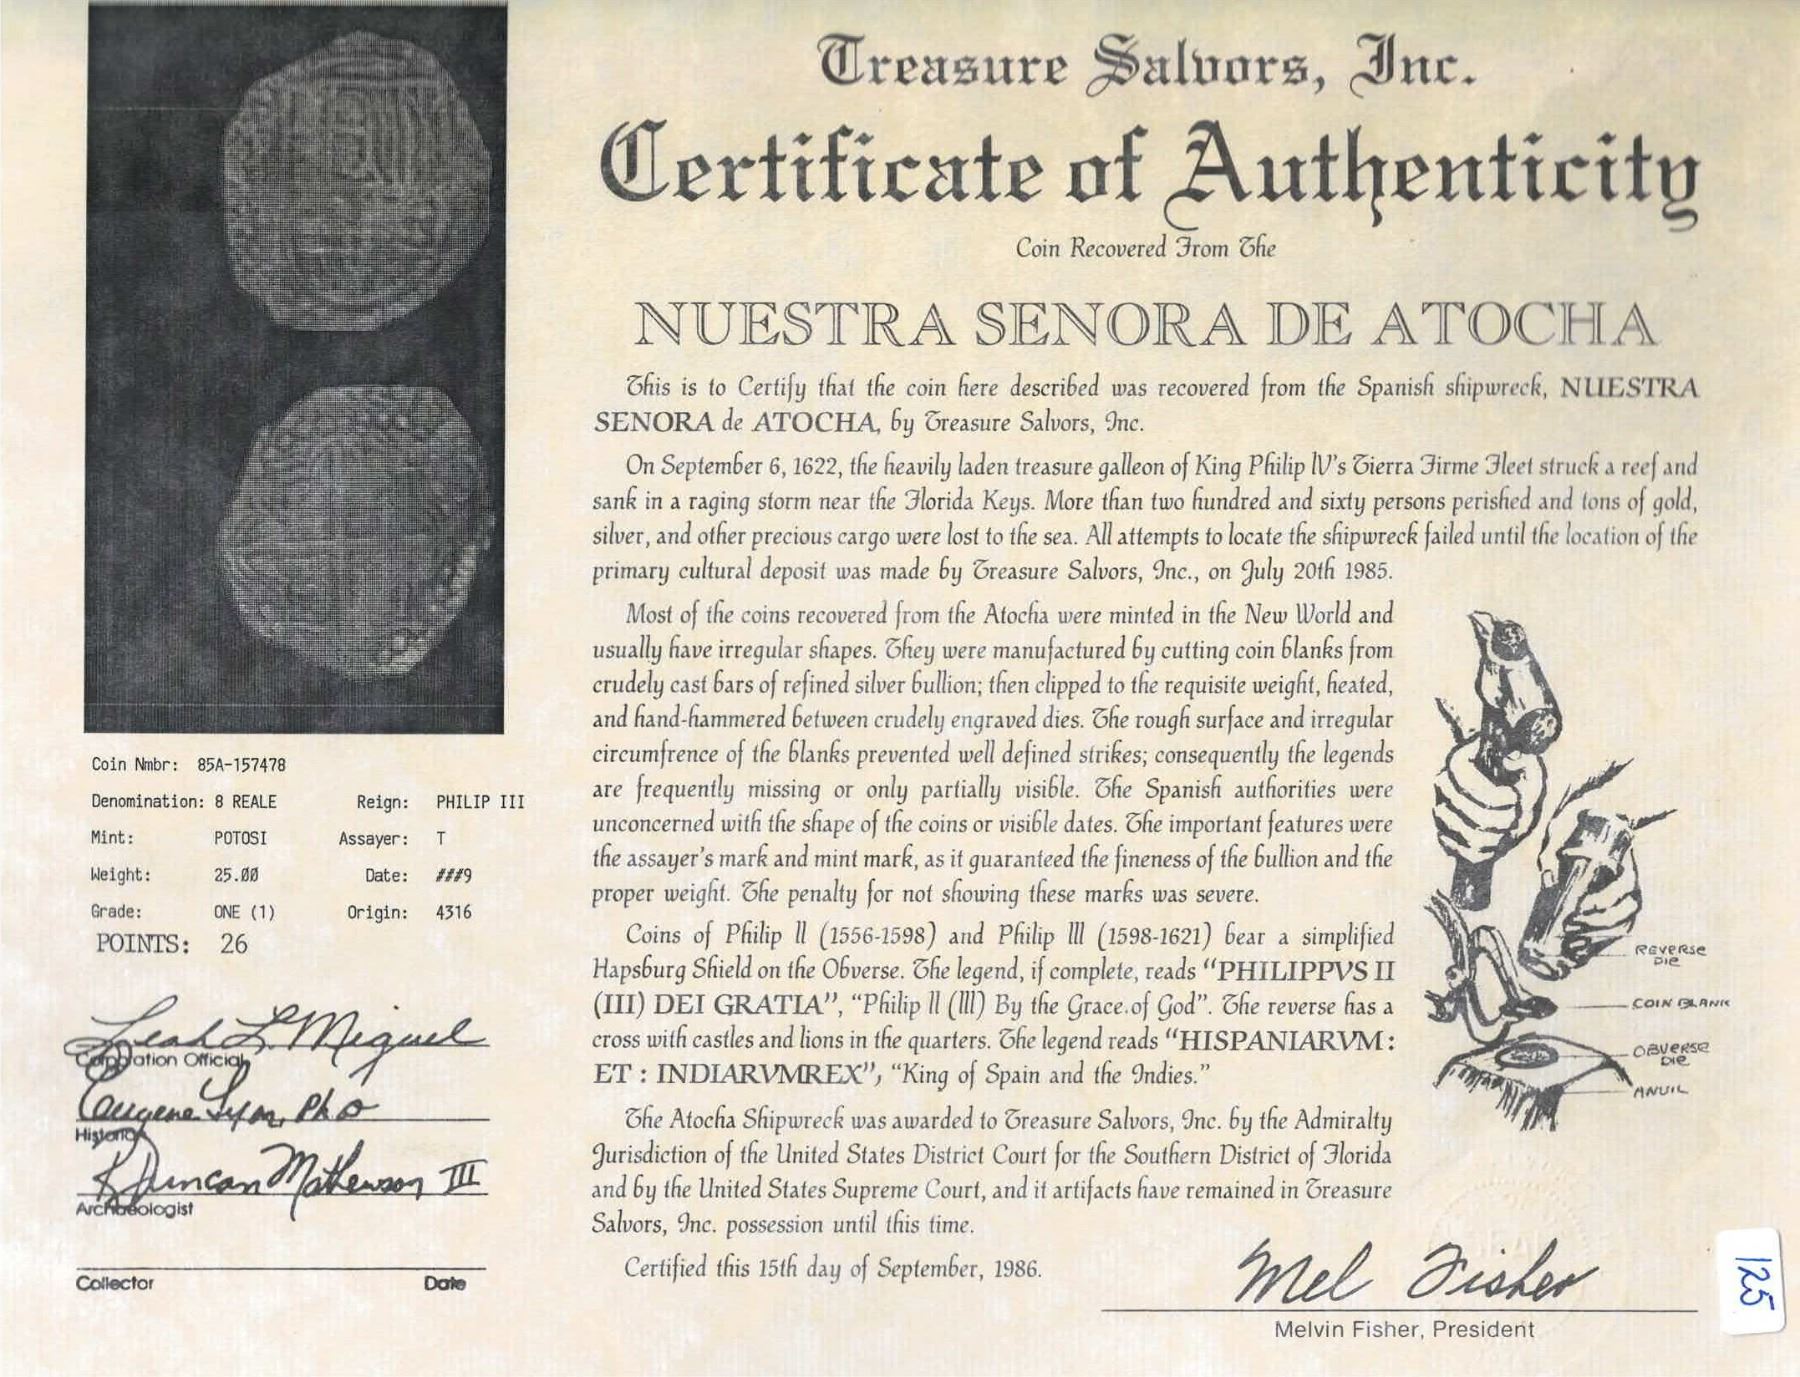 Treasure Salvors, Inc.
Certificate of Authenticity
Coin Recovered From The
NUESTRA SENORA DE ATOCHA
This is to Certify that the coin here described was recovered from the Spanish shipwreck, NUESTRA
SENORA de ATOCHA, by Treasure Salvors, Inc.
On September 6, 1622, the heavily laden treasure galleon of King Philip IV's Tierra Firme Fleet struck a reef and
sank in a raging storm near the Florida Keys. More than two hundred and sixty persons perished and tons of gold,
silver, and other precious cargo were lost to the sea. All attempts to locate the shipwreck failed until the location of the
primary cultural deposit was made by Treasure Salvors, Inc., on July 20th 1985.
Most of the coins recovered from the Atocha were minted in the New World and
usually have irregular shapes. They were manufactured by cutting coin blanks from
crudely cast bars of refined silver bullion; then clipped to the requisite weight, heated,
and hand-hammered between crudely engraved dies. The rough surface and irregular
circumfrence of the blanks prevented well defined strikes; consequently the legends
are frequently missing or only partially visible. The Spanish authorities were
unconcerned with the shape of the coins or visible dates. The important features were
the assayer's mark and mint mark, as it guaranteed the fineness of the bullion and the
proper weight. The penalty for not showing these marks was severe.
Coins of Philip II (1556-1598) and Philip III (1598-1621) bear a simplified
Hapsburg Shield on the Obverse. The legend, if complete, reads "PHILIPPVS II
(III) DEI GRATIA", "Philip II (III) By the Grace of God". The reverse has a
cross with castles and lions in the quarters. The legend reads "HISPANIARVM :
ET : INDIARVMREX", "King of Spain and the Indies."
The Atocha Shipwreck was awarded to Treasure Salvors, Inc. by the Admiralty
Jurisdiction of the United States District Court for the Southern District of Florida
and by the United States Supreme Court, and it artifacts have remained in Treasure
Salvors, Inc. possession until this time.
Certified this 15th day of September, 1986.
Mel Fisher
Melvin Fisher, President
REVERSE
DIE
COIN BLANK
OBVERSE
DIE
ANVIL
Coin Nmbr: 85A-157478
Denomination: 8 REALE Reign: PHILIP III
Mint: POTOSI Assayer: T
Weight: 25.00 Date: ###9
Grade: ONE (1) Origin: 4316
POINTS: 26
Leah L. Miguel
Corporation Official
Eugene Lyon, PhD
Historian
R Duncan Mathewson III
Archaeologist
Collector Date
125